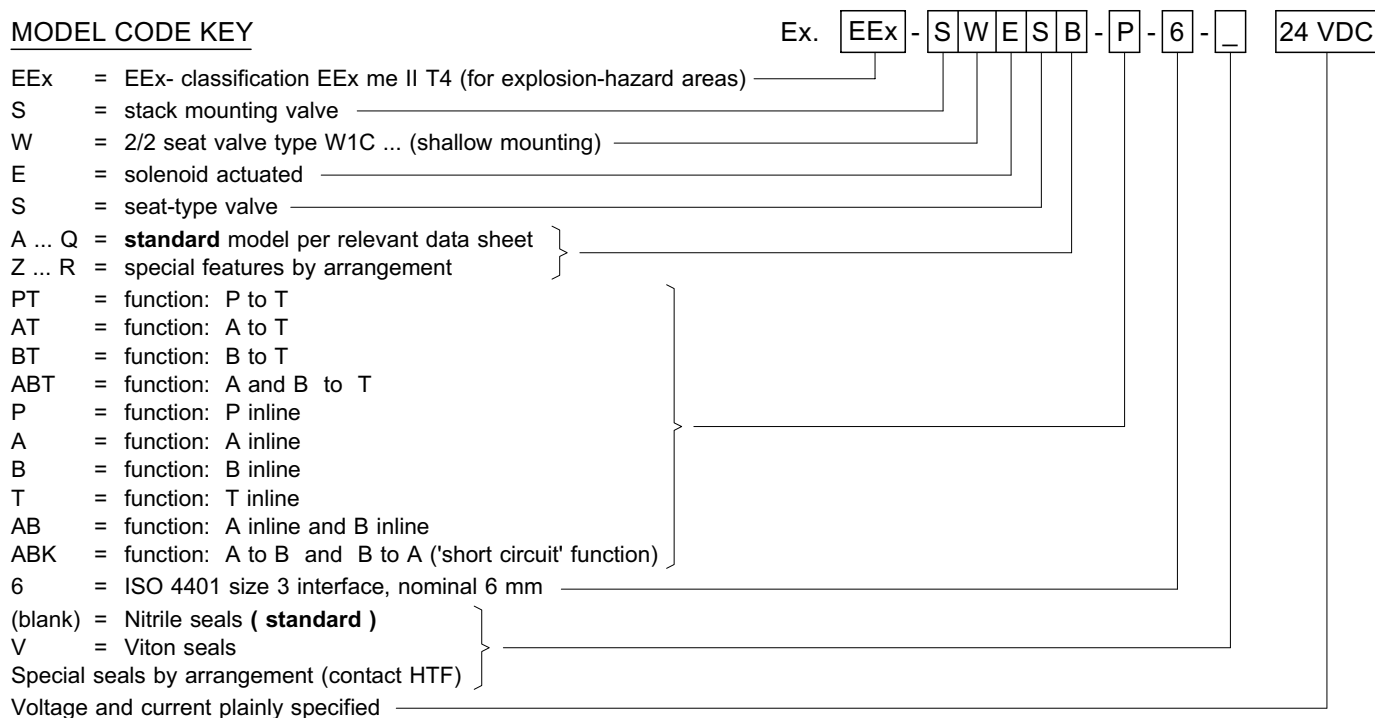 MODEL CODE KEY Ex. EEx - S W E S B - P - 6 - _ 24 VDC
EEx = EEx- classification EEx me II T4 (for explosion-hazard areas)
S = stack mounting valve
W = 2/2 seat valve type W1C ... (shallow mounting)
E = solenoid actuated
S = seat-type valve
A ... Q = standard model per relevant data sheet
Z ... R = special features by arrangement
PT = function: P to T
AT = function: A to T
BT = function: B to T
ABT = function: A and B to T
P = function: P inline
A = function: A inline
B = function: B inline
T = function: T inline
AB = function: A inline and B inline
ABK = function: A to B and B to A ('short circuit' function)
6 = ISO 4401 size 3 interface, nominal 6 mm
(blank) = Nitrile seals ( standard )
V = Viton seals
Special seals by arrangement (contact HTF)
Voltage and current plainly specified